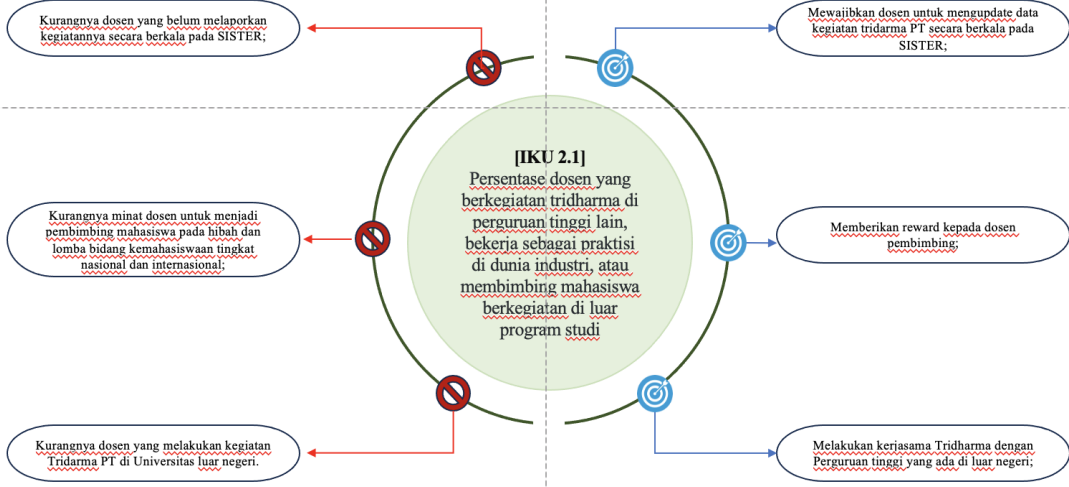 Kurangnya dosen yang belum melaporkan
kegiatannya secara berkala pada SISTER;
Mewajibkan dosen untuk mengupdate data
kegiatan tridarma PT secara berkala pada
SISTER;
[IKU 2.1]
Persentase dosen yang
berkegiatan tridharma di
perguruan tinggi lain,
bekerja sebagai praktisi
di dunia industri, atau
membimbing mahasiswa
berkegiatan di luar
program studi
Kurangnya minat dosen untuk menjadi
pembimbing mahasiswa pada hibah dan
lomba bidang kemahasiswaan tingkat
nasional dan internasional;
Memberikan reward kepada dosen
pembimbing;
Kurangnya dosen yang melakukan kegiatan
Tridarma PT di Universitas luar negeri.
Melakukan kerjasama Tridharma dengan
Perguruan tinggi yang ada di luar negeri;